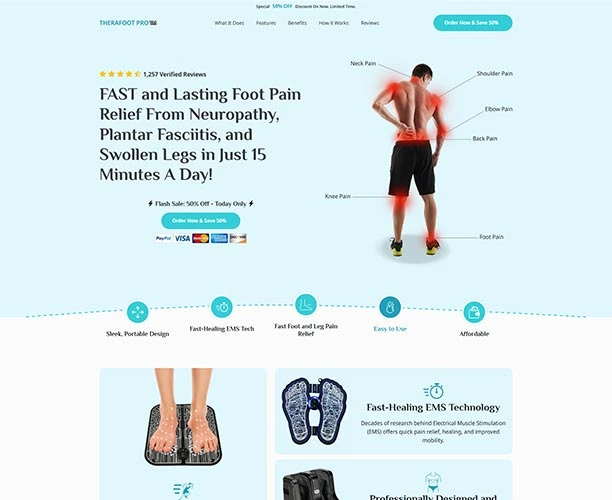 Special 50% OFF Discount On Now. Limited Time.
THERAFOOT PRO
What It Does
Features
Benefits
How it Works
Reviews
Order Now & Save 50%
1,257 Verified Reviews
FAST and Lasting Foot Pain
Relief From Neuropathy,
Plantar Fasciitis, and
Swollen Legs in Just 15
Minutes A Day!
Flash Sale: 50% Off - Today Only
Order Now & Save 50%
PayPal VISA
Neck Pain
Shoulder Pain
Elbow Pain
Back Pain
Knee Pain
Foot Pain
Sleek, Portable Design
Fast-Healing EMS Tech
Fast Foot and Leg Pain
Relief
Easy to Use
Affordable
Fast-Healing EMS Technology
Decades of research behind Electrical Muscle Stimulation
(EMS) offers quick pain relief, healing, and improved
mobility.
Professionally Designed and